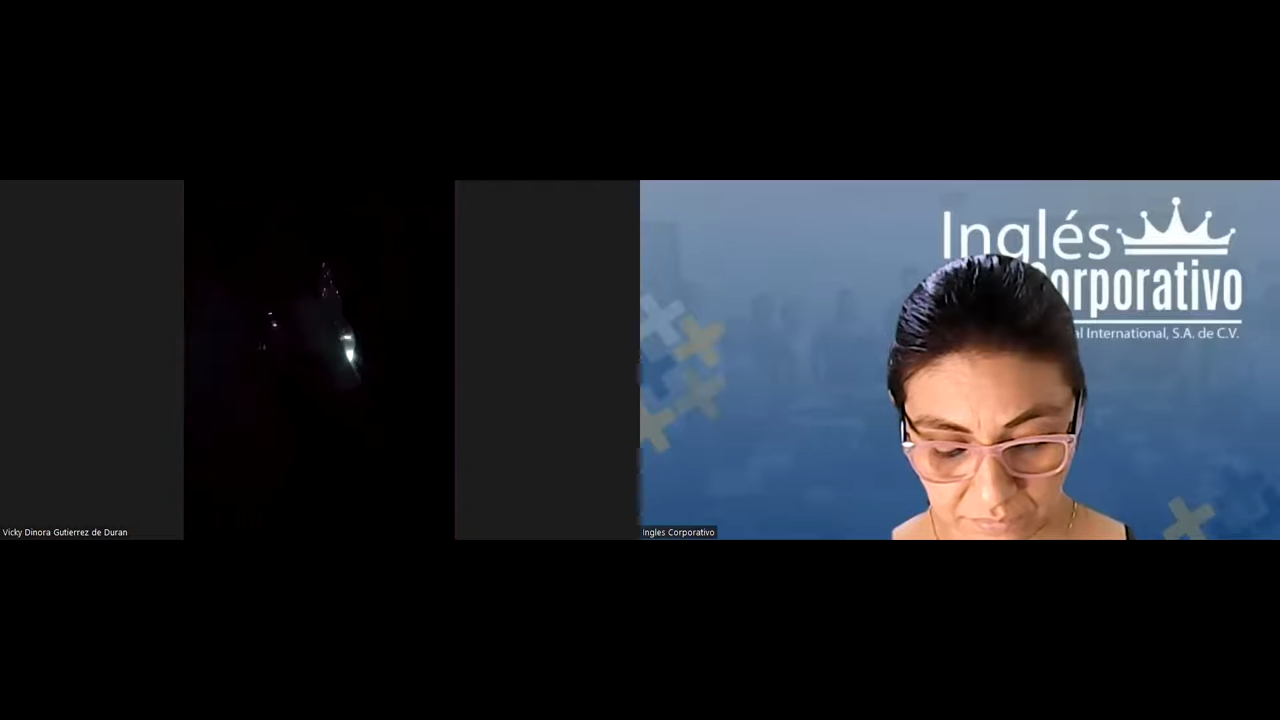 Inglés
Corporativo
al International, S.A. de C.V.
Vicky Dinora Gutierrez de Duran
Ingles Corporativo